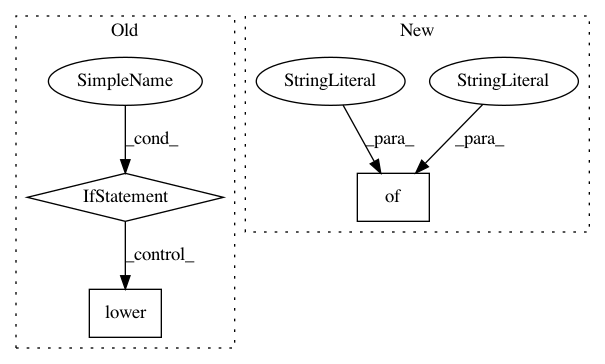 Old
New
SimpleName
StringLiteral
StringLiteral
_cond_
_para_
_para_
IfStatement
of
_control_
lower